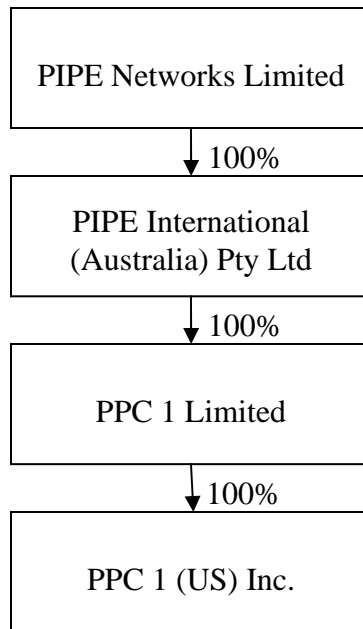 PIPE Networks Limited
100%
PIPE International
(Australia) Pty Ltd
100%
PPC 1 Limited
100%
PPC 1 (US) Inc.